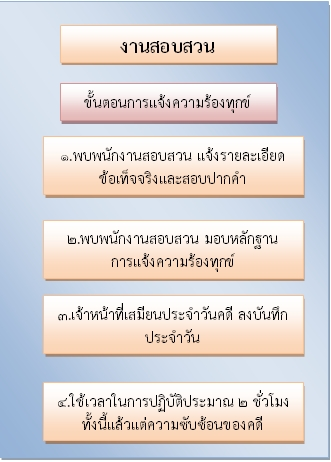 งานสอบสวน
ขั้นตอนการแจ้งความร้องทุกข์
๑.พบพนักงานสอบสวน แจ้งรายละเอียด
ข้อเท็จจริงและสอบปากคำ
๒.พบพนักงานสอบสวน มอบหลักฐาน
การแจ้งความร้องทุกข์
๓.เจ้าหน้าที่เสมียนประจำวันคดี ลงบันทึก
ประจำวัน
๔.ใช้เวลาในการปฏิบัติประมาณ ๒ ชั่วโมง
ทั้งนี้แล้วแต่ความซับซ้อนของคดี